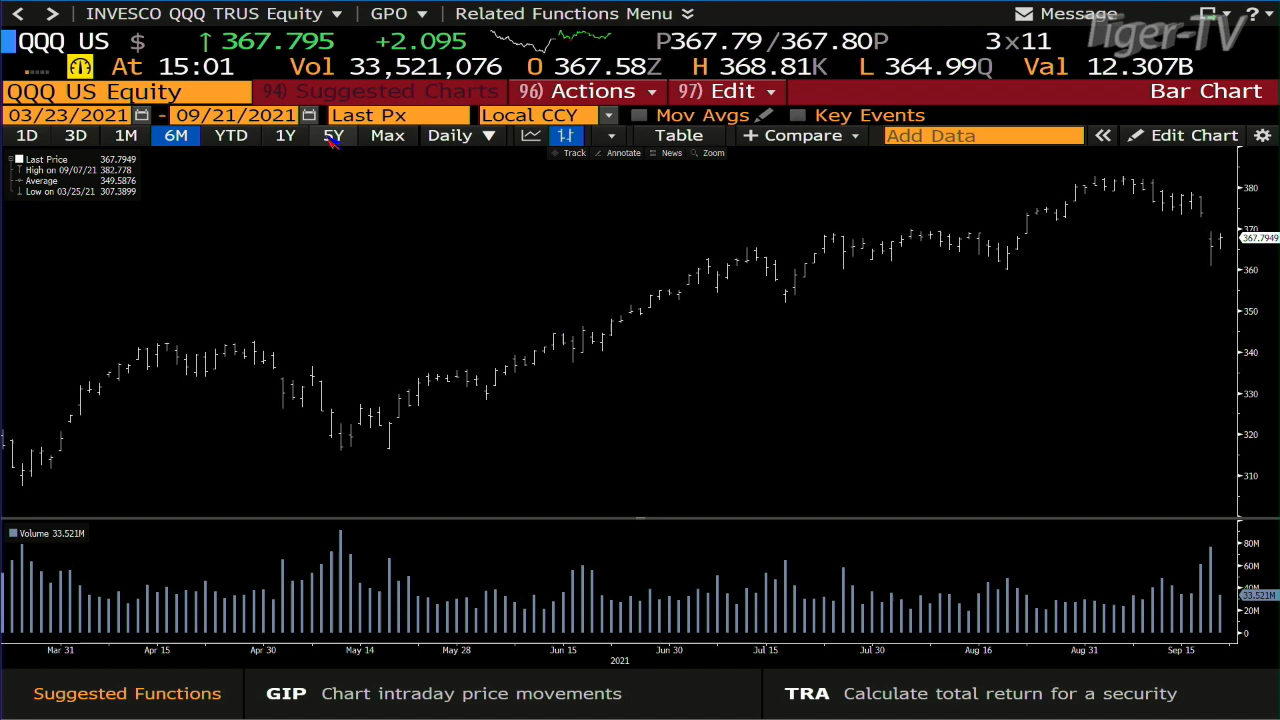 < > INVESCO QQQ TRUS Equity ▼ GPO ▼ Related Functions Menu Message ?
Tiger-TV
QQQ US $ ↑ 367.795 +2.095 P367.79/367.80P 3x11
At 15:01 Vol 33,521,076 O 367.58Z H 368.81K L 364.99Q Val 12.307B
QQQ US Equity 94) Suggested Charts 96) Actions 97) Edit Bar Chart
03/23/2021 - 09/21/2021 Last Px Local CCY Mov Avgs Key Events
1D 3D 1M 6M YTD 1Y 5Y Max Daily ▼ Table + Compare Add Data « Edit Chart
Track Annotate News Zoom
Last Price 367.7949
High on 09/07/21 382.778
Average 349.5876
Low on 03/25/21 307.3899
380
370
367.7949
360
350
340
330
320
310
Volume 33.521M
80M
60M
40M
33.521M
20M
0
Mar 31 Apr 15 Apr 30 May 14 May 28 Jun 15 Jun 30 Jul 15 Jul 30 Aug 16 Aug 31 Sep 15
2021
Suggested Functions GIP Chart intraday price movements TRA Calculate total return for a security